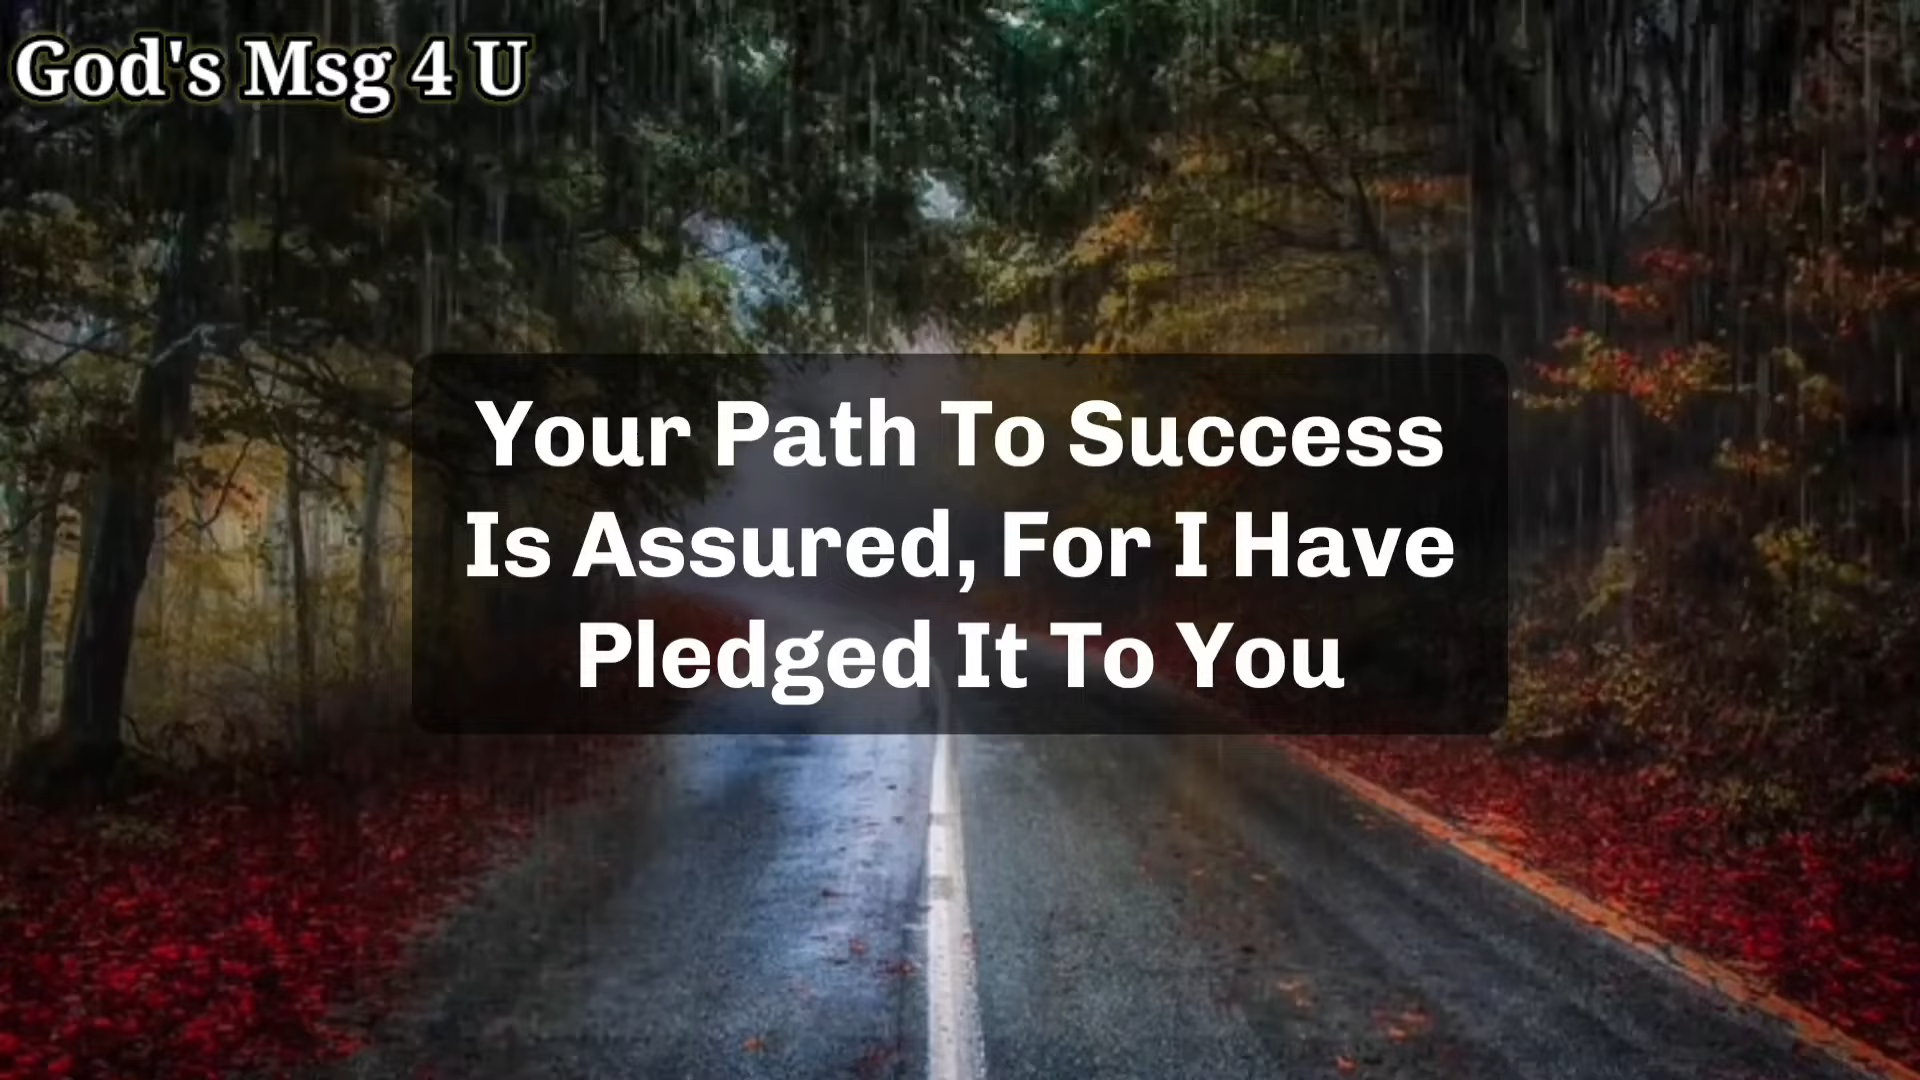 God's Msg 4 U
Your Path To Success
Is Assured, For I Have
Pledged It To You